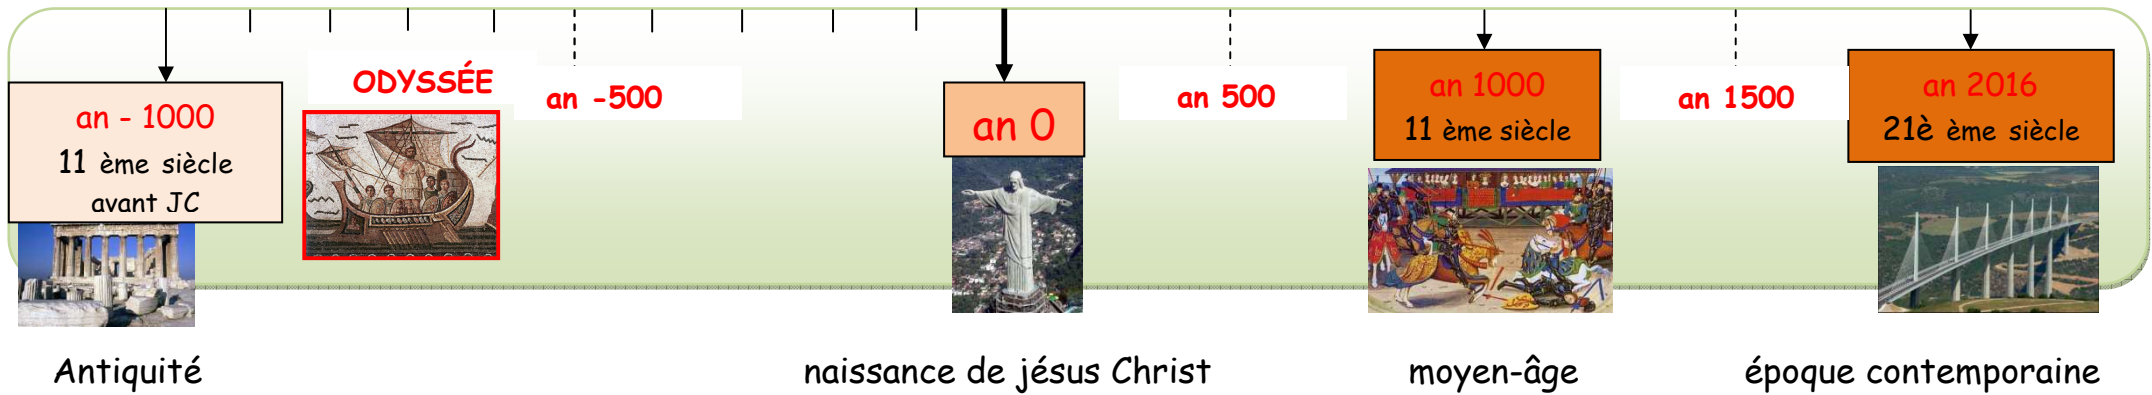 an - 1000
11 ème siècle
avant JC
ODYSSÉE
an -500
an 0
an 500
an 1000
11 ème siècle
an 1500
an 2016
21è ème siècle
Antiquité
naissance de jésus Christ
moyen-âge
époque contemporaine